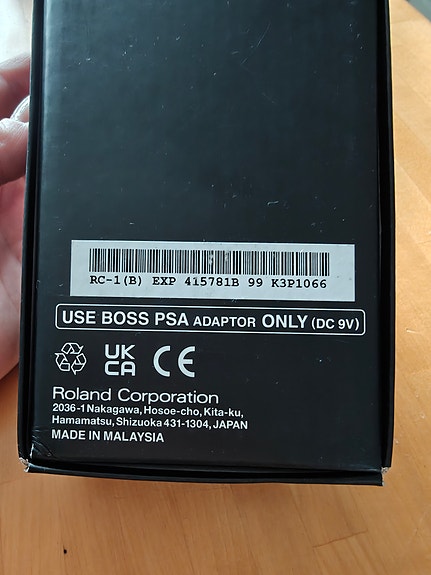 RC-1(B) EXP 415781B 99 K3P1066
USE BOSS PSA ADAPTOR ONLY (DC 9V)
UK
CA CE
Roland Corporation
2036-1 Nakagawa, Hosoe-cho, Kita-ku,
Hamamatsu, Shizuoka 431-1304, JAPAN
MADE IN MALAYSIA